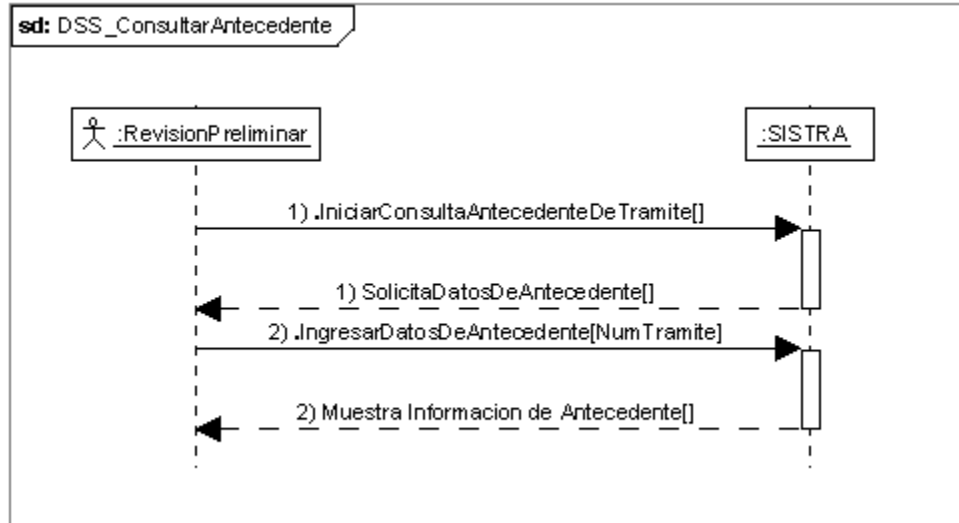 sd: DSS_ConsultarAntecedente
:RevisionPreliminar
:SISTRA
1) .IniciarConsultaAntecedenteDeTramite[]
1) SolicitaDatosDeAntecedente[]
2) .IngresarDatosDeAntecedente[NumTramite]
2) Muestra Informacion de Antecedente[]